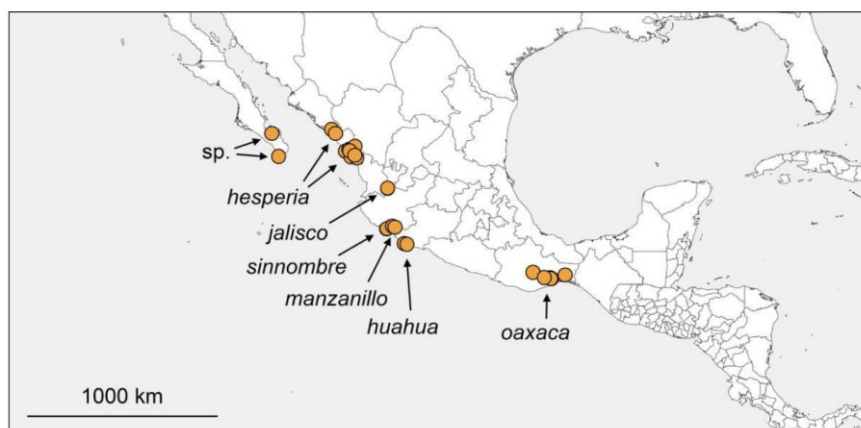 sp.
hesperia
jalisco
sinnombre
manzanillo
huahua
oaxaca
1000 km